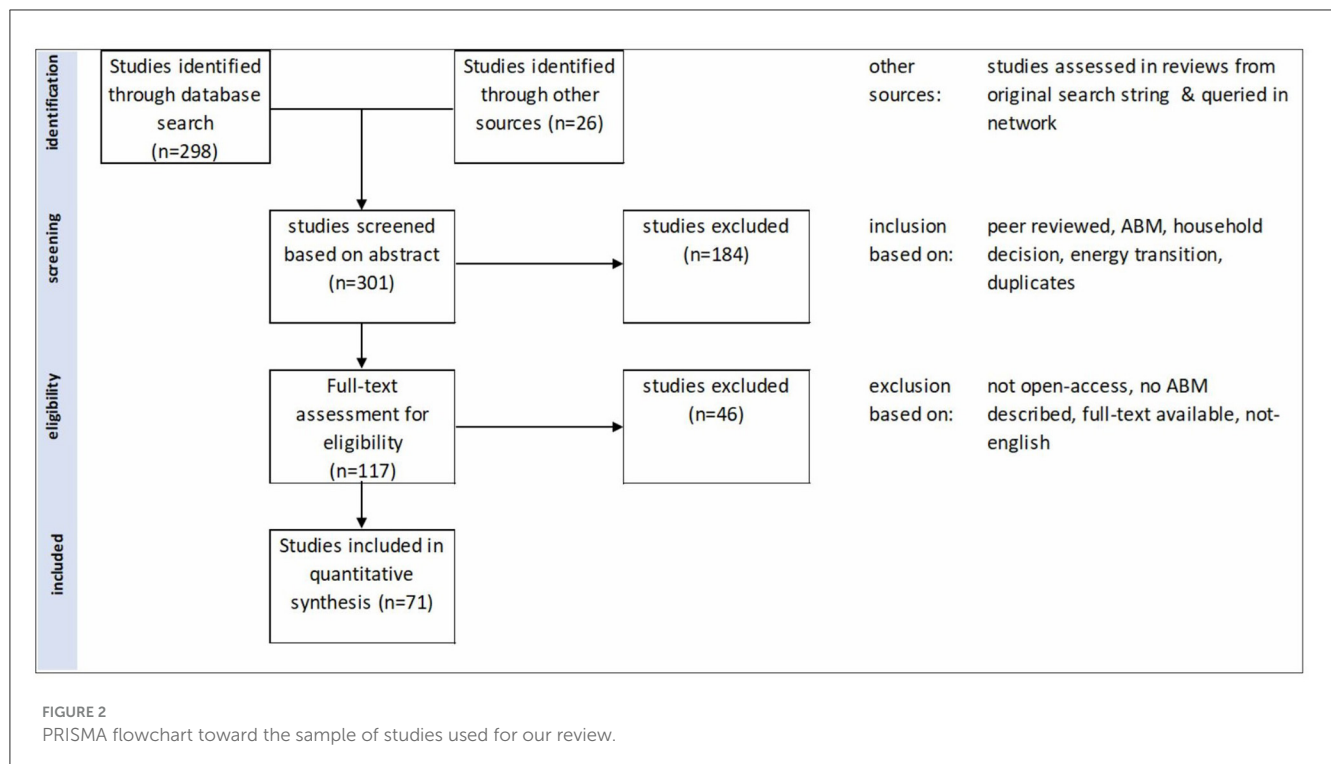 identification
Studies identified
through database
search
(n=298)
Studies identified
through other
sources (n=26)
other
sources:
studies assessed in reviews from
original search string & queried in
network
screening
studies screened
based on abstract
(n=301)
studies excluded
(n=184)
inclusion
based on:
peer reviewed, ABM, household
decision, energy transition,
duplicates
eligibility
Full-text
assessment for
eligibility
(n=117)
studies excluded
(n=46)
exclusion
based on:
not open-access, no ABM
described, full-text available, not-
english
included
Studies included in
quantitative
synthesis (n=71)
FIGURE 2
PRISMA flowchart toward the sample of studies used for our review.